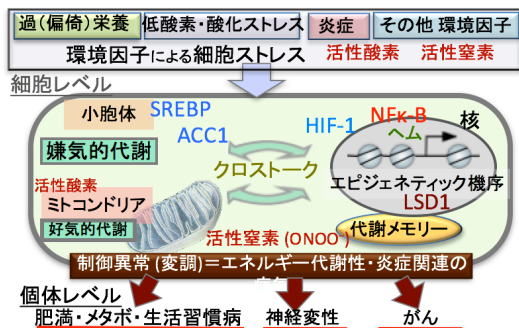 過(偏倚)栄養 低酸素・酸化ストレス 炎症 その他 環境因子
環境因子による細胞ストレス 活性酸素 活性窒素
細胞レベル
小胞体 SREBP
ACC1
HIF-1 NFκ-B
ヘム 核
嫌気的代謝
クロストーク
エピジェネティック機序
LSD1
活性酸素
ミトコンドリア
好気的代謝
代謝メモリー
活性窒素 (ONOO⁻)
制御異常 (変調)＝エネルギー代謝性・炎症関連の
個体レベル
肥満・メタボ・生活習慣病 神経変性 がん